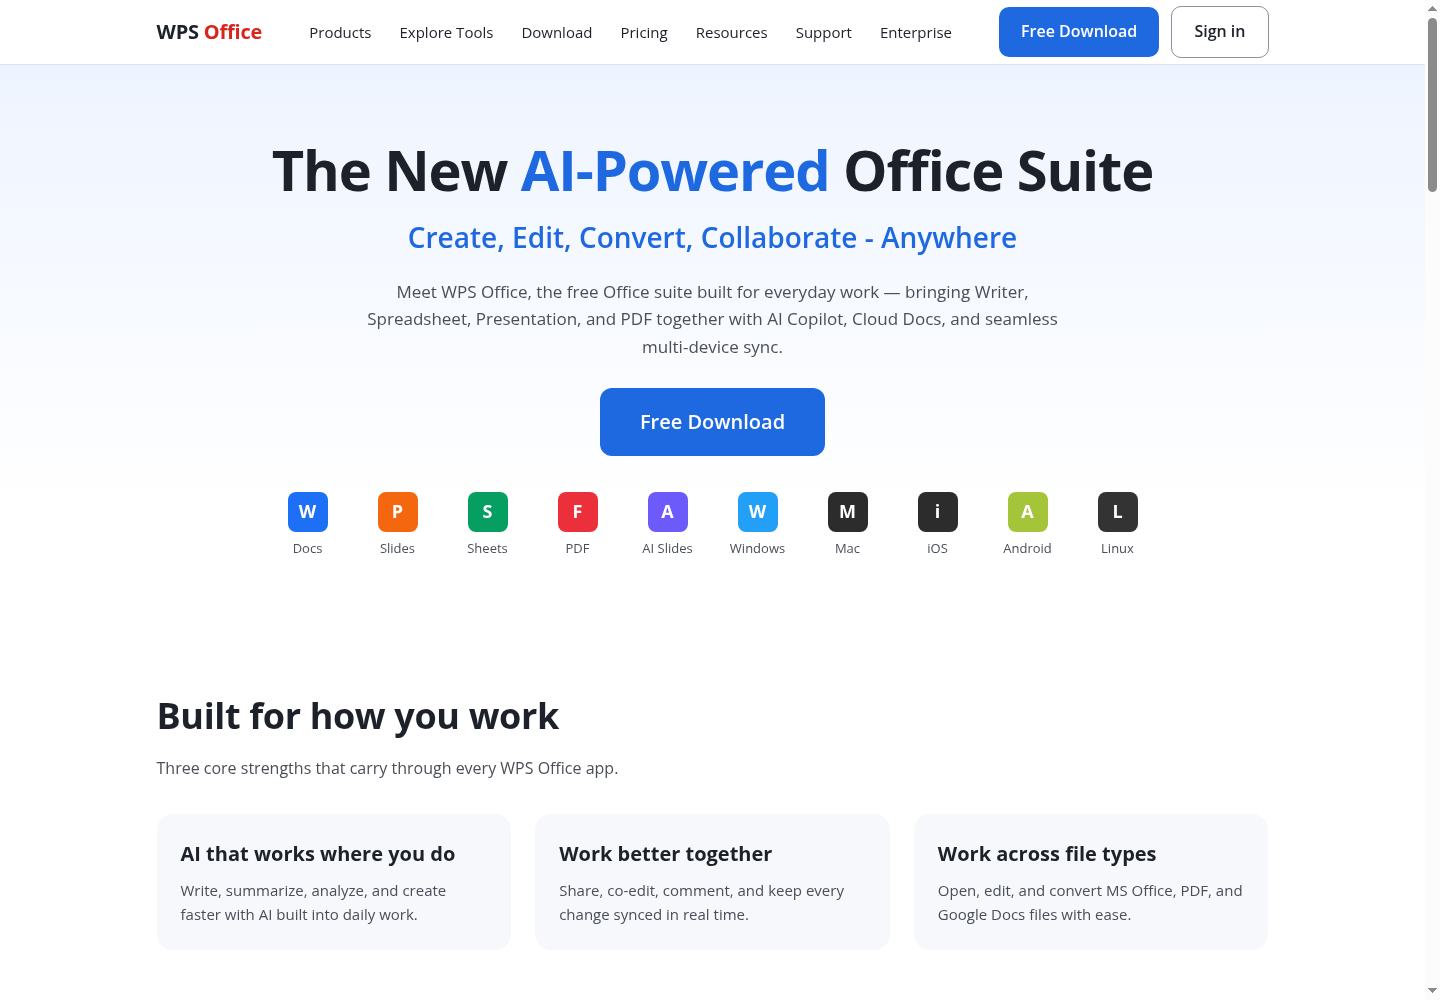 WPS Office
Products
Explore Tools
Download
Pricing
Resources
Support
Enterprise
Free Download
Sign in
The New AI-Powered Office Suite
Create, Edit, Convert, Collaborate - Anywhere
Meet WPS Office, the free Office suite built for everyday work — bringing Writer,
Spreadsheet, Presentation, and PDF together with AI Copilot, Cloud Docs, and seamless
multi-device sync.
Free Download
W
Docs
P
Slides
S
Sheets
F
PDF
A
AI Slides
W
Windows
M
Mac
i
iOS
A
Android
L
Linux
Built for how you work
Three core strengths that carry through every WPS Office app.
AI that works where you do
Write, summarize, analyze, and create
faster with AI built into daily work.
Work better together
Share, co-edit, comment, and keep every
change synced in real time.
Work across file types
Open, edit, and convert MS Office, PDF, and
Google Docs files with ease.